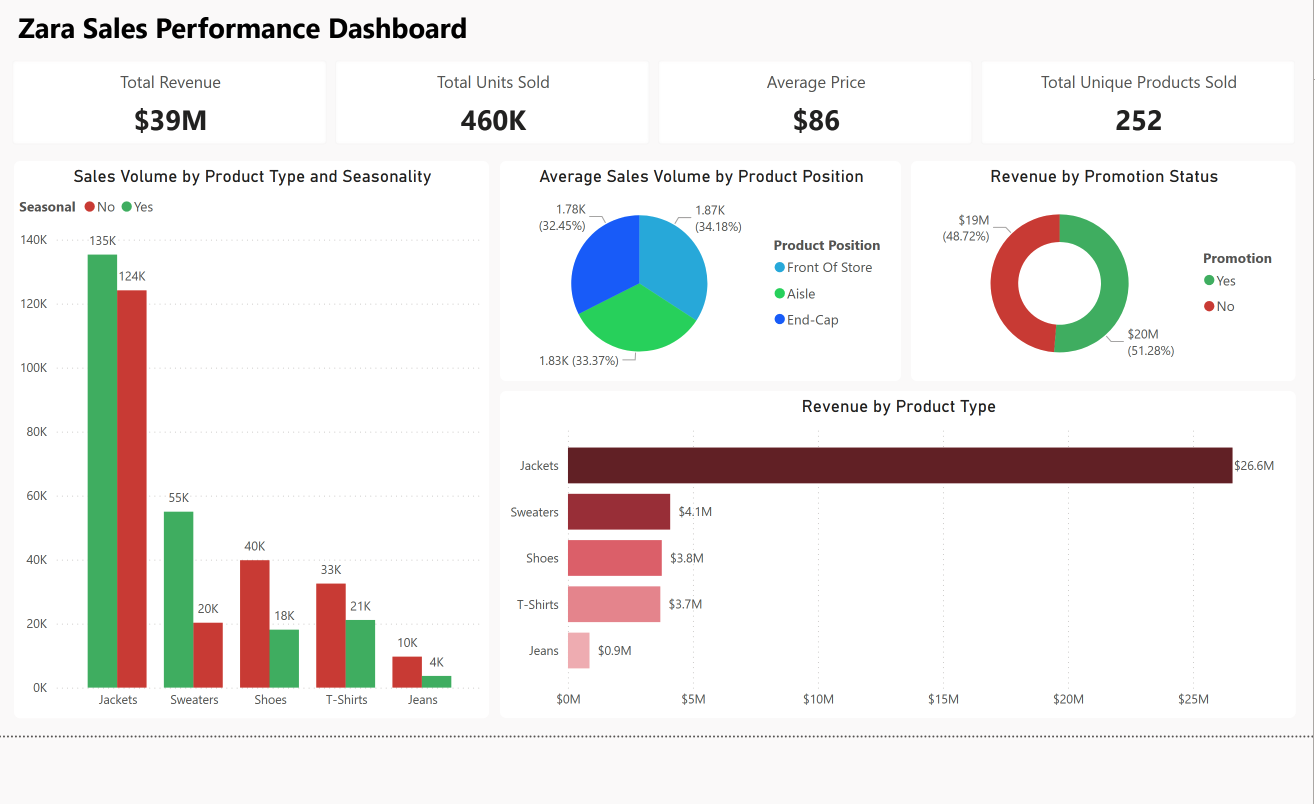 Zara Sales Performance Dashboard
Total Revenue
$39M
Total Units Sold
460K
Average Price
$86
Total Unique Products Sold
252
Sales Volume by Product Type and Seasonality
Seasonal No Yes
140K
120K
100K
80K
60K
40K
20K
0K
135K
124K
55K
20K
40K
18K
33K
21K
10K
4K
Jackets
Sweaters
Shoes
T-Shirts
Jeans
Average Sales Volume by Product Position
1.78K
(32.45%)
1.87K
(34.18%)
1.83K (33.37%)
Product Position
Front Of Store
Aisle
End-Cap
Revenue by Promotion Status
$19M
(48.72%)
$20M
(51.28%)
Promotion
Yes
No
Revenue by Product Type
Jackets $26.6M
Sweaters $4.1M
Shoes $3.8M
T-Shirts $3.7M
Jeans $0.9M
$0M $5M $10M $15M $20M $25M